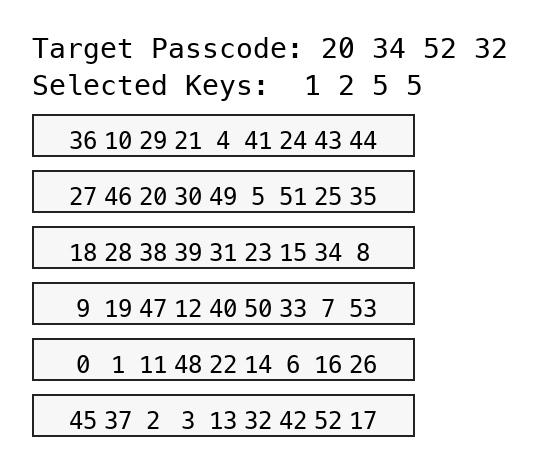 Target Passcode: 20 34 52 32
Selected Keys: 1 2 5 5
36 10 29 21 4 41 24 43 44
27 46 20 30 49 5 51 25 35
18 28 38 39 31 23 15 34 8
9 19 47 12 40 50 33 7 53
0 1 11 48 22 14 6 16 26
45 37 2 3 13 32 42 52 17